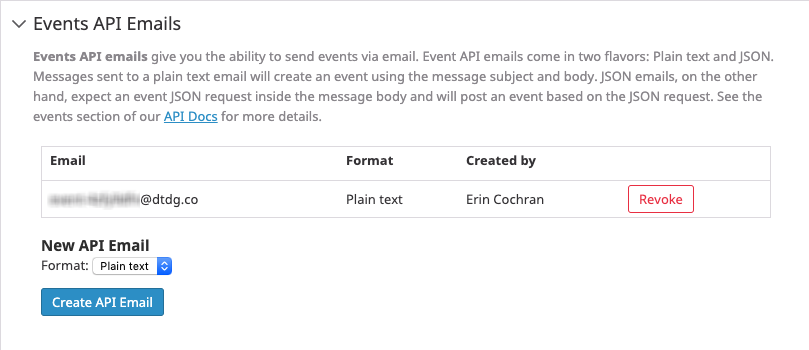 Events API Emails
Events API emails give you the ability to send events via email. Event API emails come in two flavors: Plain text and JSON.
Messages sent to a plain text email will create an event using the message subject and body. JSON emails, on the other
hand, expect an event JSON request inside the message body and will post an event based on the JSON request. See the
events section of our API Docs for more details.
Email Format Created by
@dtdg.co Plain text Erin Cochran Revoke
New API Email
Format: Plain text
Create API Email